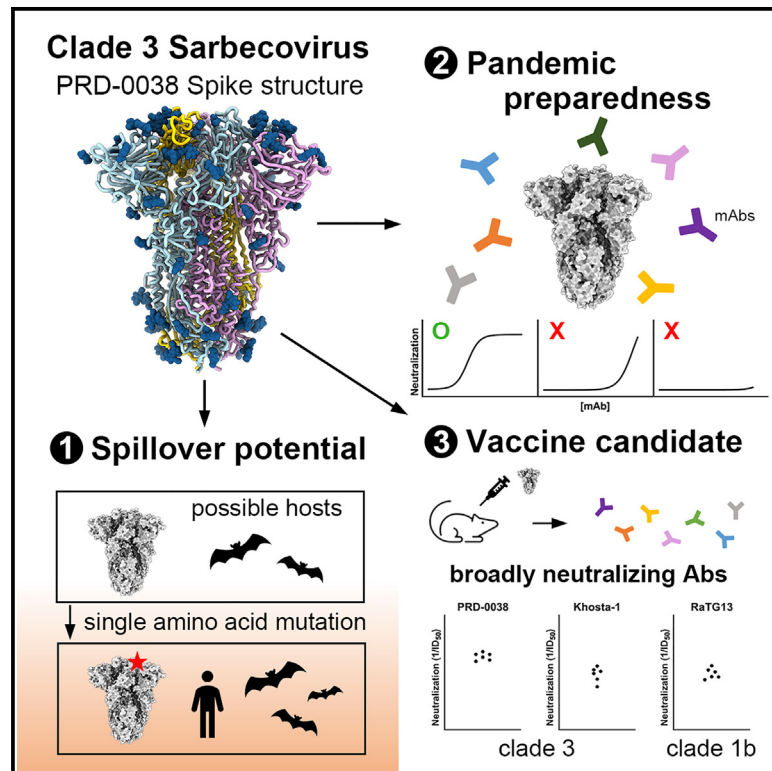 Clade 3 Sarbecovirus
PRD-0038 Spike structure
❷ Pandemic
preparedness
mAbs
O
X
X
Neutralization
[mAb]
❶ Spillover potential
possible hosts
single amino acid mutation
❸ Vaccine candidate
broadly neutralizing Abs
PRD-0038
Khosta-1
RaTG13
Neutralization (1/ID50)
Neutralization (1/ID50)
Neutralization (1/ID50)
clade 3
clade 1b